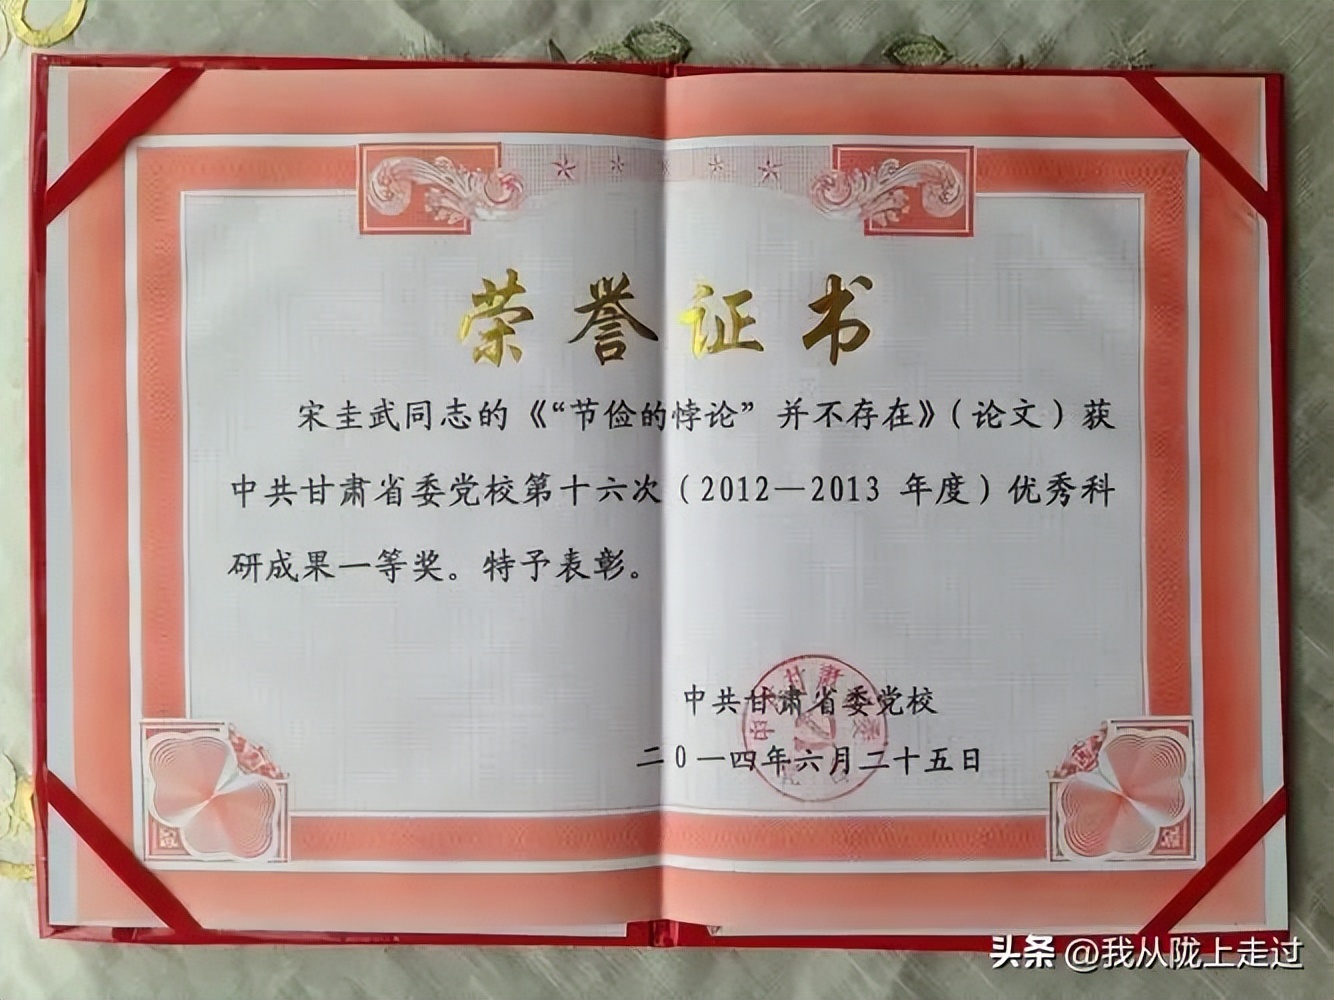 荣誉证书
宋圭武同志的《“节俭的悖论”并不存在》(论文)获
中共甘肃省委党校第十六次(2012—2013 年度)优秀科
研成果一等奖。特予表彰。
中共甘肃省委党校
二0一四年六月二十五日
头条 @我从陇上走过